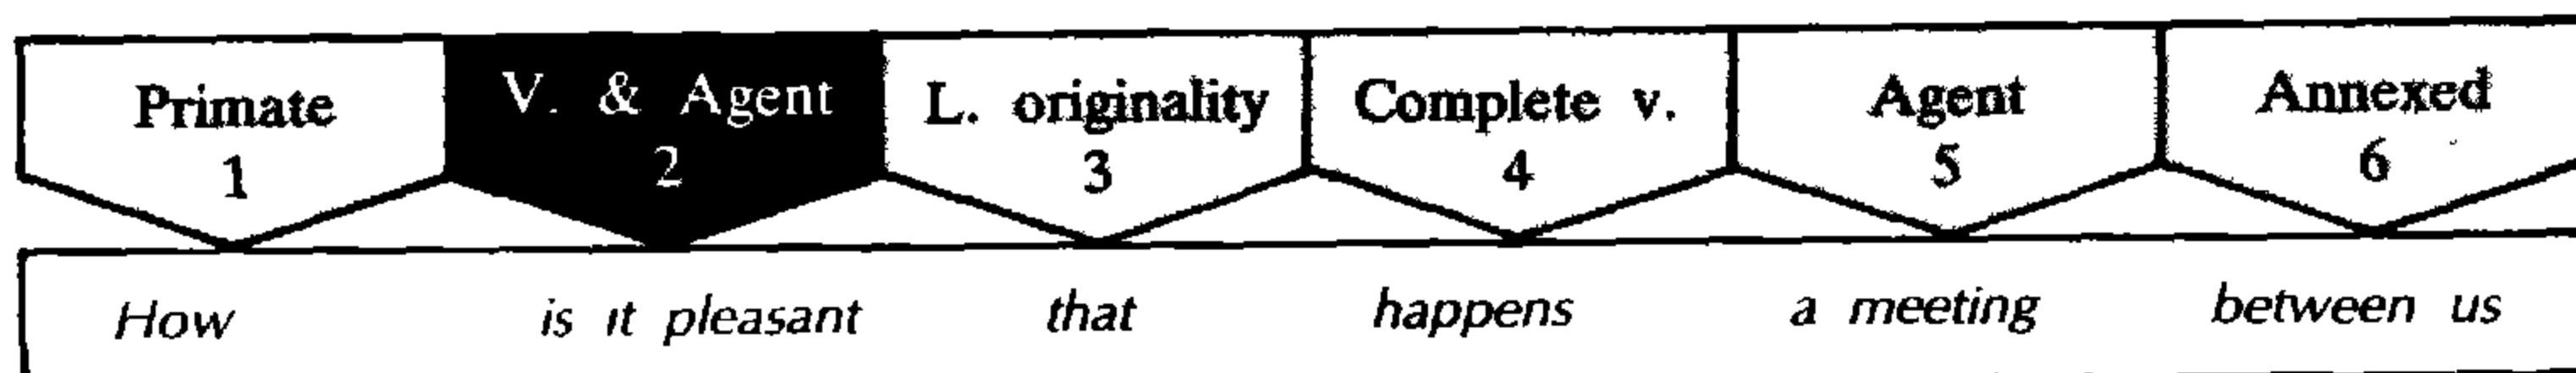 Primate V. & Agent L. originality Complete v. Agent Annexed
1 2 3 4 5 6
How is it pleasant that happens a meeting between us